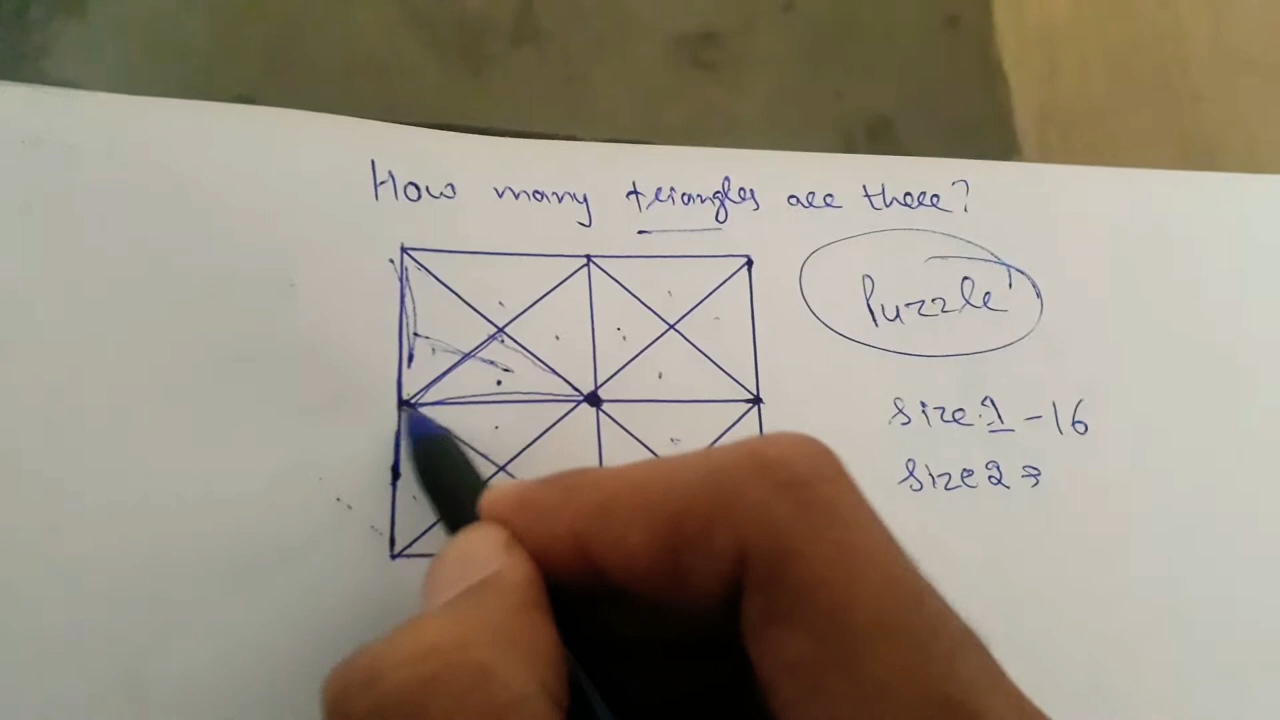 How many triangles are there?
Puzzle
Size 1 - 16
Size 2 →